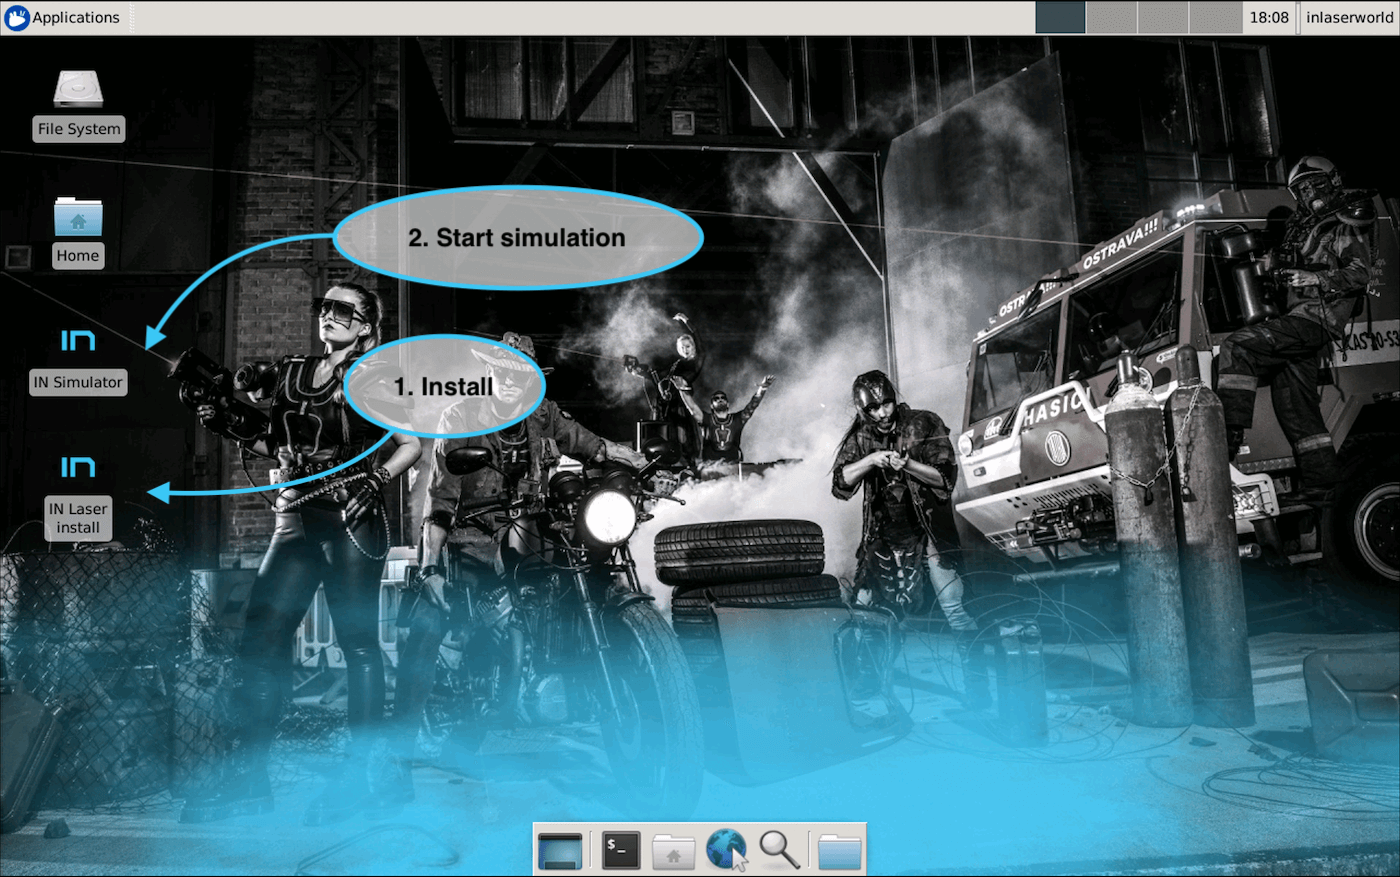 Applications
18:08
inlaserworld
File System
Home
2. Start simulation
IN
IN Simulator
1. Install
IN
IN Laser
install
OSTRAVA!!!
HASIČ
$_